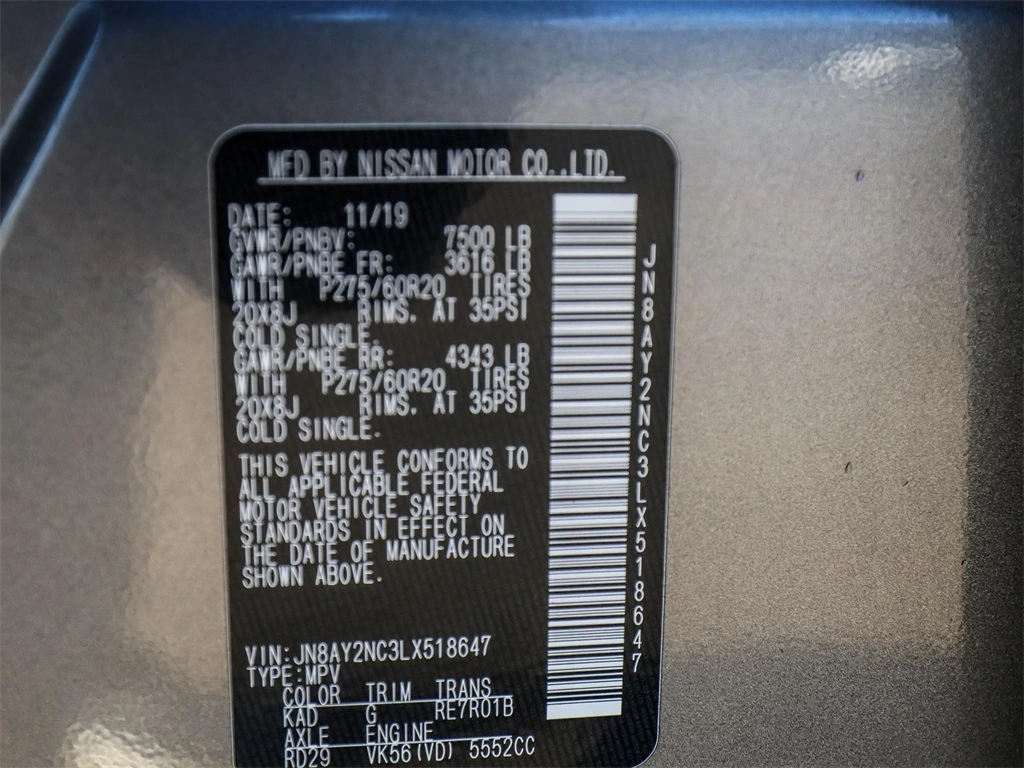 MFD BY NISSAN MOTOR CO.,LTD.
DATE: 11/19
GVWR/PNBV: 7500 LB
GAWR/PNBE FR: 3616 LB
WITH P275/60R20 TIRES
20X8J RIMS. AT 35PSI
COLD SINGLE.
GAWR/PNBE RR: 4343 LB
WITH P275/60R20 TIRES
20X8J RIMS. AT 35PSI
COLD SINGLE.
THIS VEHICLE CONFORMS TO
ALL APPLICABLE FEDERAL
MOTOR VEHICLE SAFETY
STANDARDS IN EFFECT ON
THE DATE OF MANUFACTURE
SHOWN ABOVE.
VIN:JN8AY2NC3LX518647
TYPE:MPV
COLOR TRIM TRANS
KAD G RE7R01B
AXLE ENGINE
RD29 VK56(VD) 5552CC
JN8AY2NC3LX518647